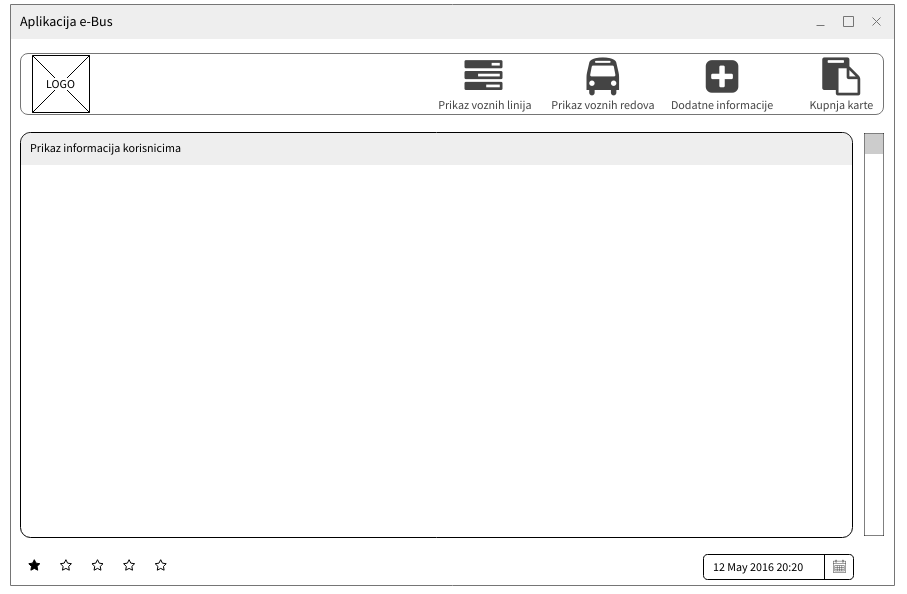 Aplikacija e-Bus
LOGO
Prikaz voznih linija
Prikaz voznih redova
Dodatne informacije
Kupnja karte
Prikaz informacija korisnicima
12 May 2016 20:20